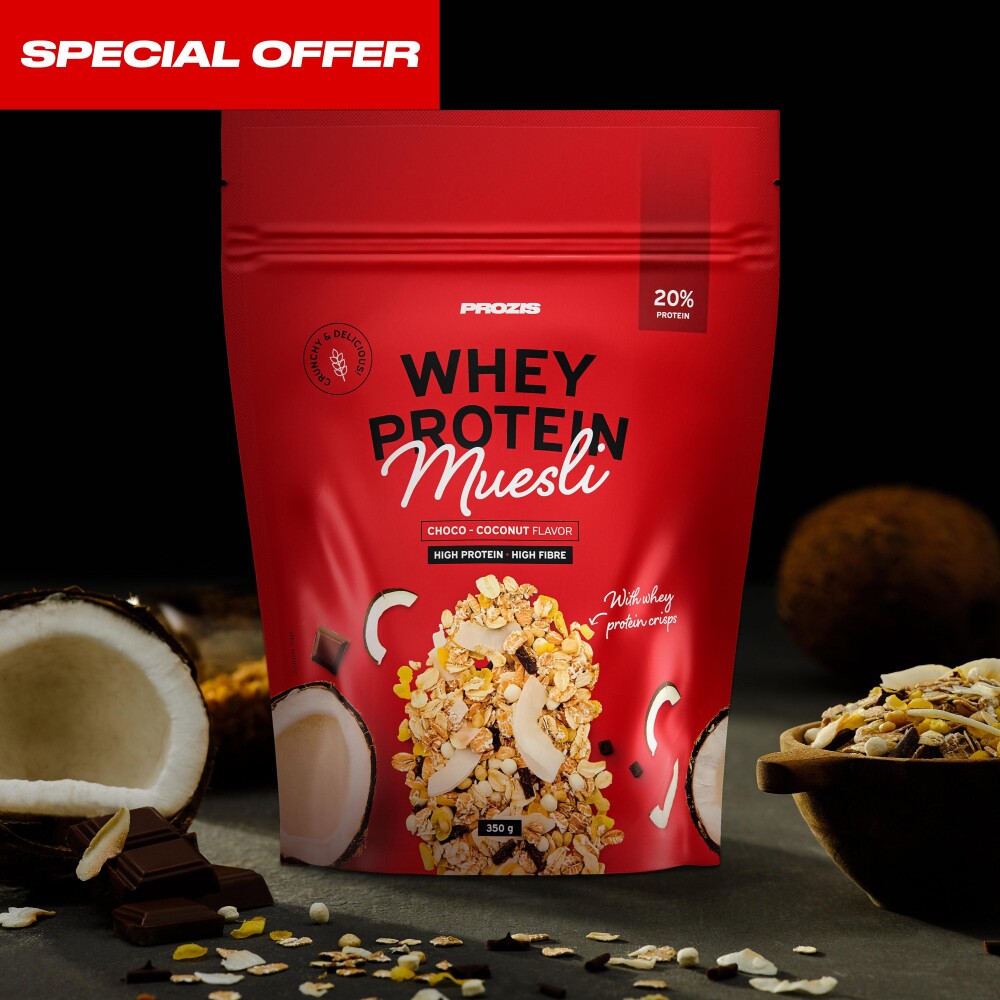 SPECIAL OFFER
20%
PROTEIN
PROZIS
CRUNCHY & DELICIOUS!
WHEY
PROTEIN
Muesli
CHOCO - COCONUT FLAVOR
HIGH PROTEIN • HIGH FIBRE
With whey
protein crisps
350 g